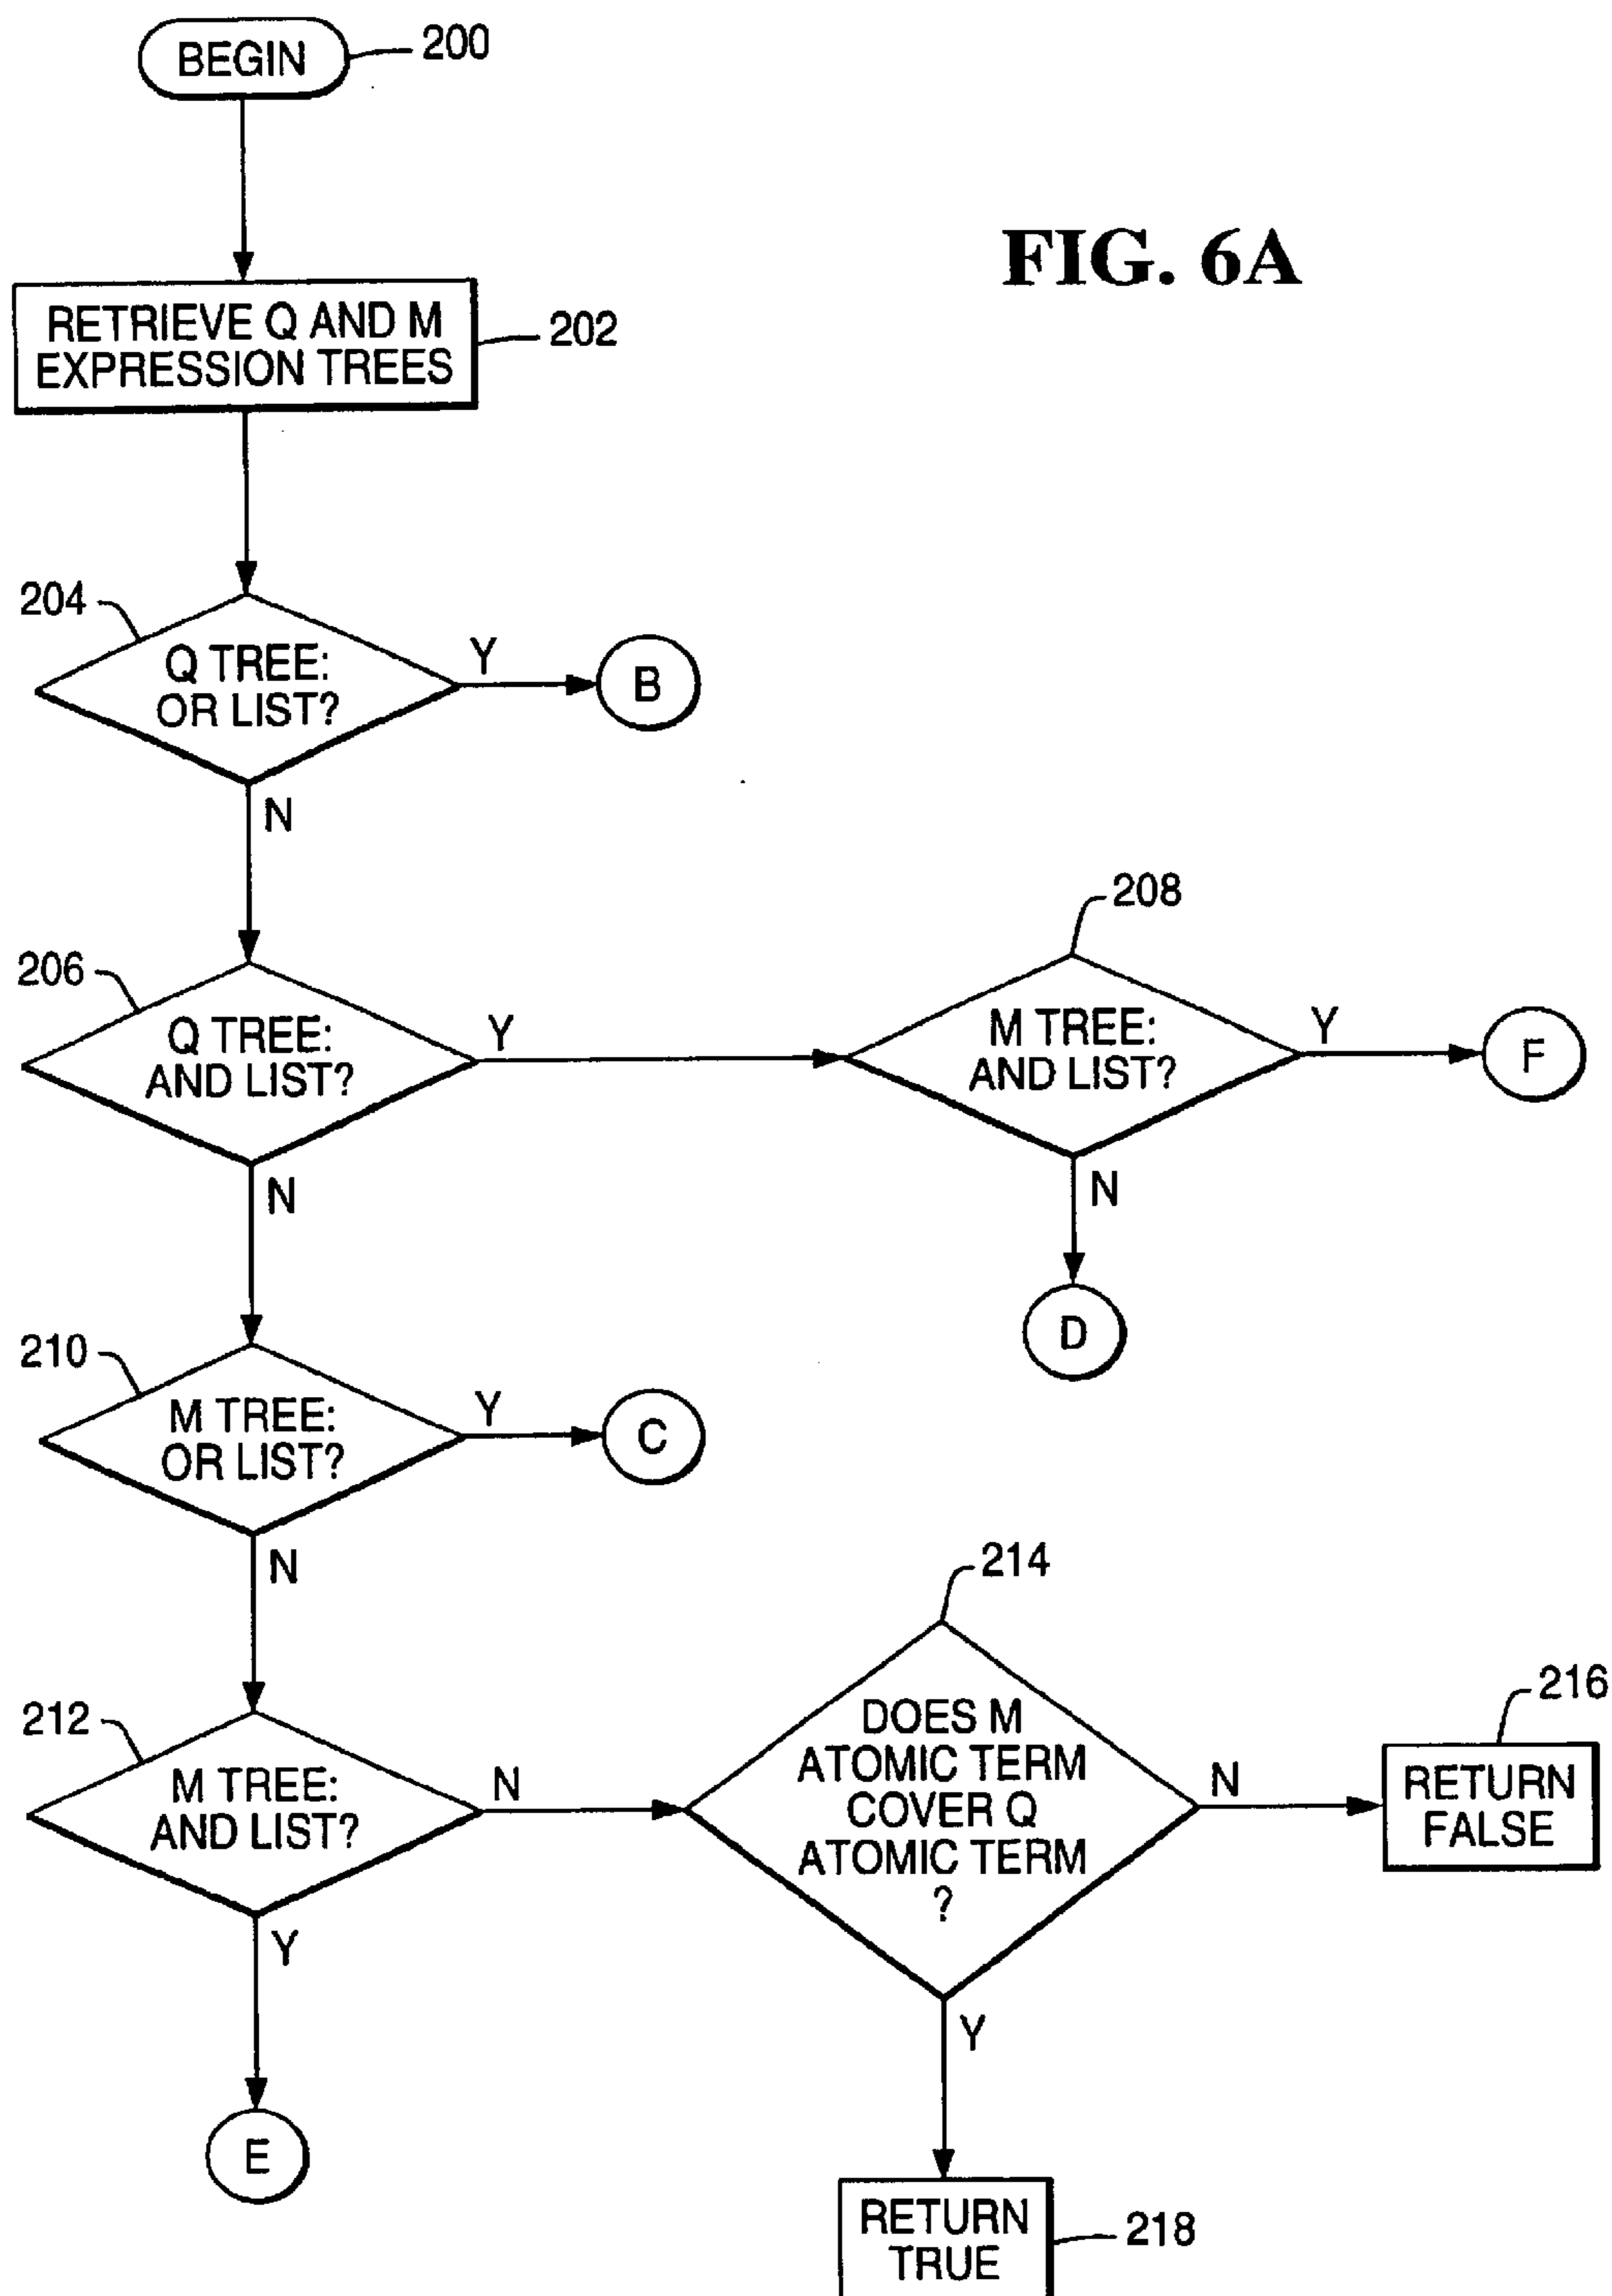 BEGIN
200
FIG. 6A
RETRIEVE Q AND M
EXPRESSION TREES
202
204
Q TREE:
OR LIST?
Y
B
N
206
Q TREE:
AND LIST?
Y
208
M TREE:
AND LIST?
Y
F
N
D
N
210
M TREE:
OR LIST?
Y
C
N
212
M TREE:
AND LIST?
N
214
DOES M
ATOMIC TERM
COVER Q
ATOMIC TERM
?
N
216
RETURN
FALSE
Y
E
Y
RETURN
TRUE
218